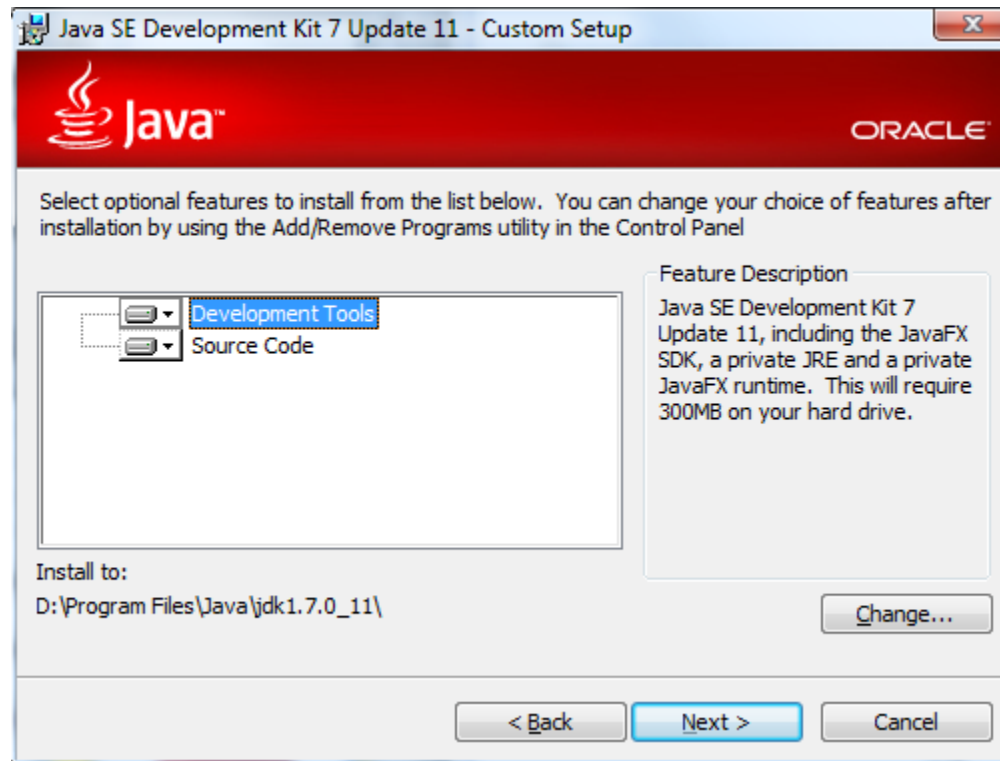 Java SE Development Kit 7 Update 11 - Custom Setup
Java™
ORACLE
Select optional features to install from the list below.  You can change your choice of features after
installation by using the Add/Remove Programs utility in the Control Panel
Development Tools
Source Code
Feature Description
Java SE Development Kit 7
Update 11, including the JavaFX
SDK, a private JRE and a private
JavaFX runtime.  This will require
300MB on your hard drive.
Install to:
D:\Program Files\Java\jdk1.7.0_11\
Change...
< Back
Next >
Cancel